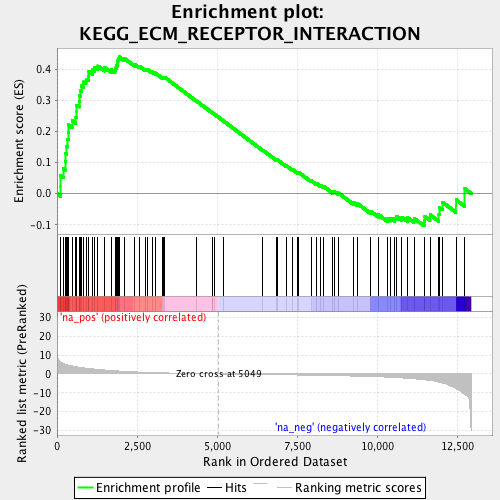 Enrichment plot:
KEGG_ECM_RECEPTOR_INTERACTION
Enrichment score (ES)
0.4
0.3
0.2
0.1
0.0
-0.1
Ranked list metric (PreRanked)
30
20
10
0
-10
-20
-30
'na_pos' (positively correlated)
Zero cross at 5049
'na_neg' (negatively correlated)
0
2,500
5,000
7,500
10,000
12,500
Rank in Ordered Dataset
Enrichment profile
Hits
Ranking metric scores